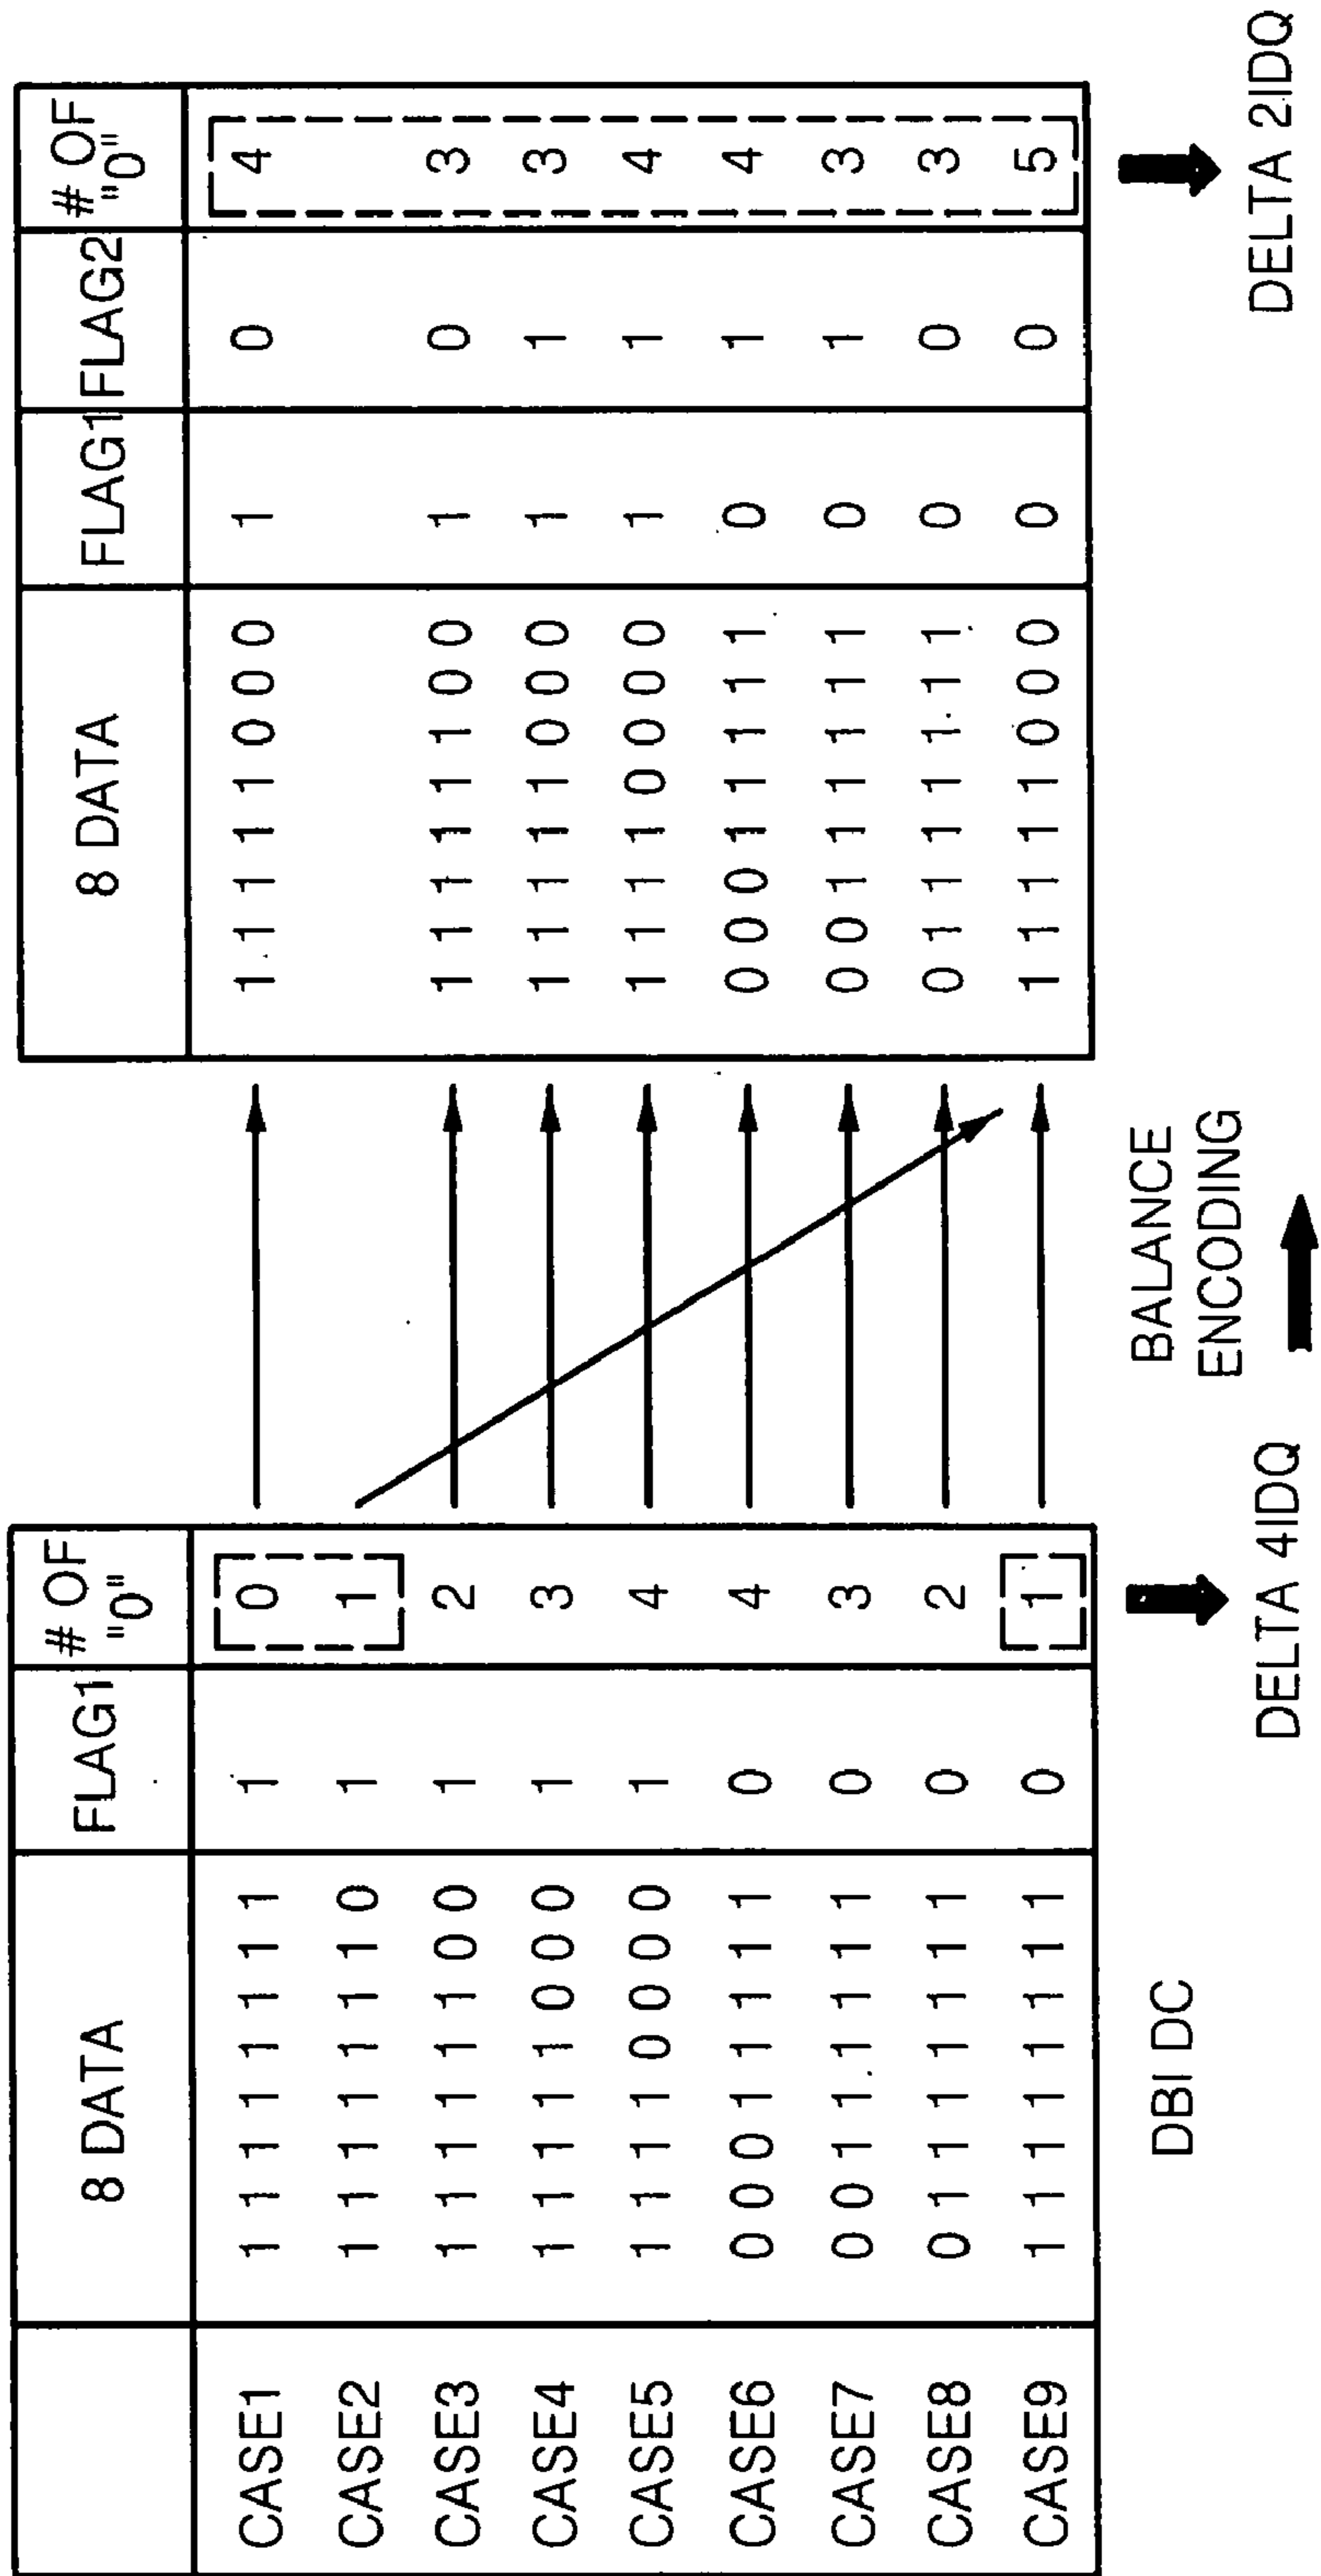 8 DATA FLAG1 # OF "0"
CASE1 1 1 1 1 1 1 1 1 1 0
CASE2 1 1 1 1 1 1 1 0 1 1
CASE3 1 1 1 1 1 1 0 0 1 2
CASE4 1 1 1 1 1 0 0 0 1 3
CASE5 1 1 1 1 0 0 0 0 1 4
CASE6 0 0 0 1 1 1 1 1 0 4
CASE7 0 0 1 1 1 1 1 1 0 3
CASE8 0 1 1 1 1 1 1 1 0 2
CASE9 1 1 1 1 1 1 1 1 0 1
DBI DC
DELTA 4IDQ
BALANCE
ENCODING
8 DATA FLAG1 FLAG2 # OF "0"
1 1 1 1 1 0 0 0 1 0 4
1 1 1 1 1 1 0 0 1 0 3
1 1 1 1 1 0 0 0 1 1 3
1 1 1 1 0 0 0 0 1 1 4
0 0 0 1 1 1 1 1 0 1 4
0 0 1 1 1 1 1 1 0 1 3
0 1 1 1 1 1 1 1 0 0 3
1 1 1 1 1 0 0 0 0 0 5
DELTA 2IDQ